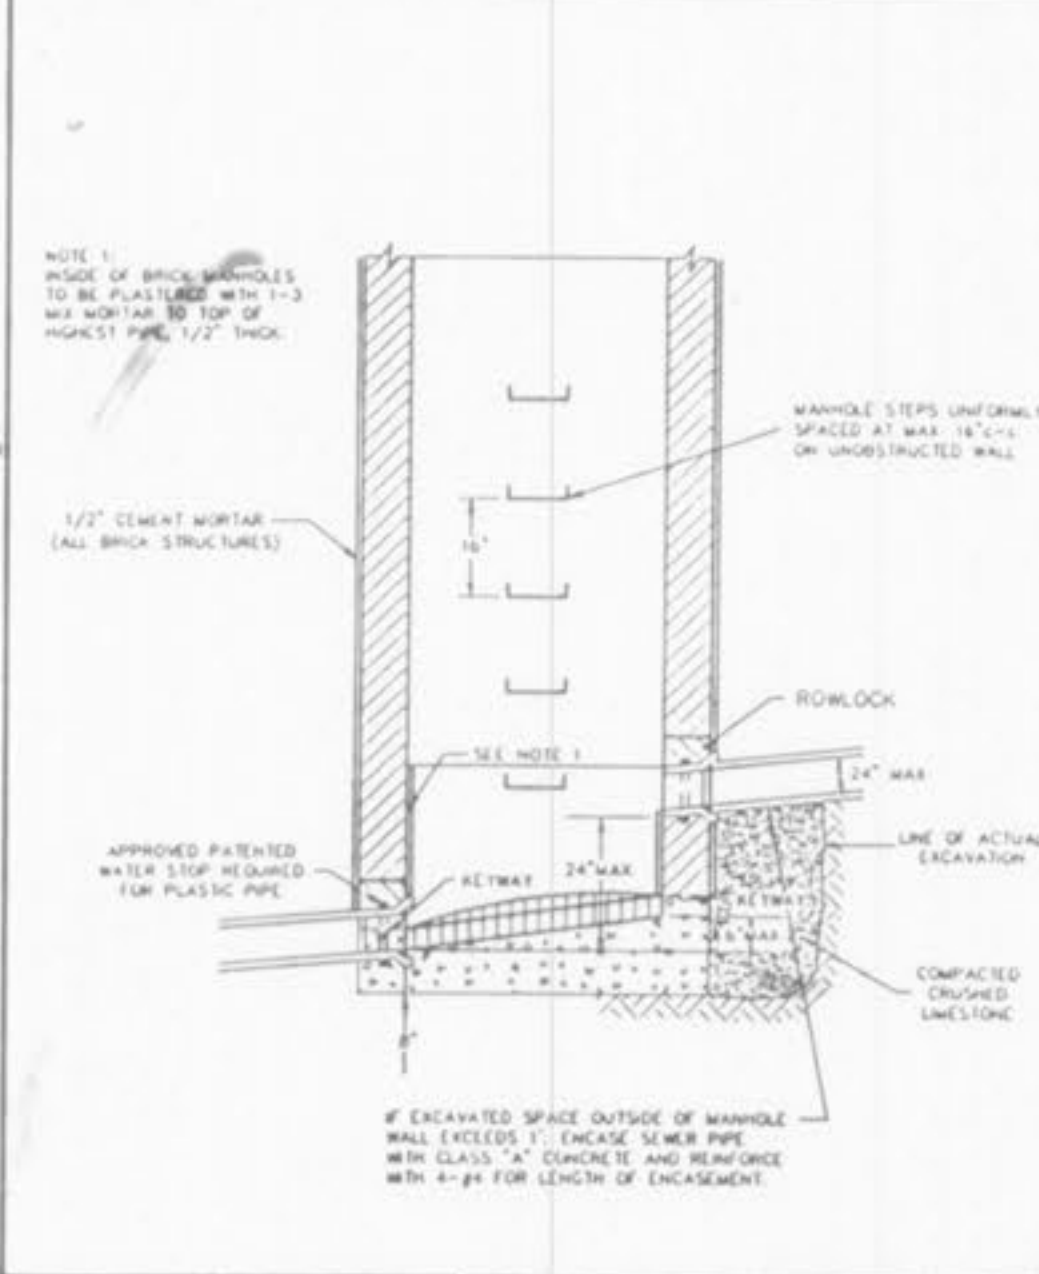 NOTE 1:
INSIDE OF BRICK MANHOLES
TO BE PLASTERED WITH 1-3
MIX MORTAR TO TOP OF
HIGHEST PIPE, 1/2" THICK.
MANHOLE STEPS UNIFORMLY
SPACED AT MAX 16"c-c
ON UNOBSTRUCTED WALL
1/2" CEMENT MORTAR
(ALL BRICK STRUCTURES)
16"
ROWLOCK
SEE NOTE 1
24" MAX
LINE OF ACTUAL
EXCAVATION
APPROVED PATENTED
WATER STOP REQUIRED
FOR PLASTIC PIPE
KEYWAY
24"MAX
KEYWAY
6"MAX
COMPACTED
CRUSHED
LIMESTONE
8"
IF EXCAVATED SPACE OUTSIDE OF MANHOLE
WALL EXCEEDS 1', ENCASE SEWER PIPE
WITH CLASS "A" CONCRETE AND REINFORCE
WITH 4-#4 FOR LENGTH OF ENCASEMENT.